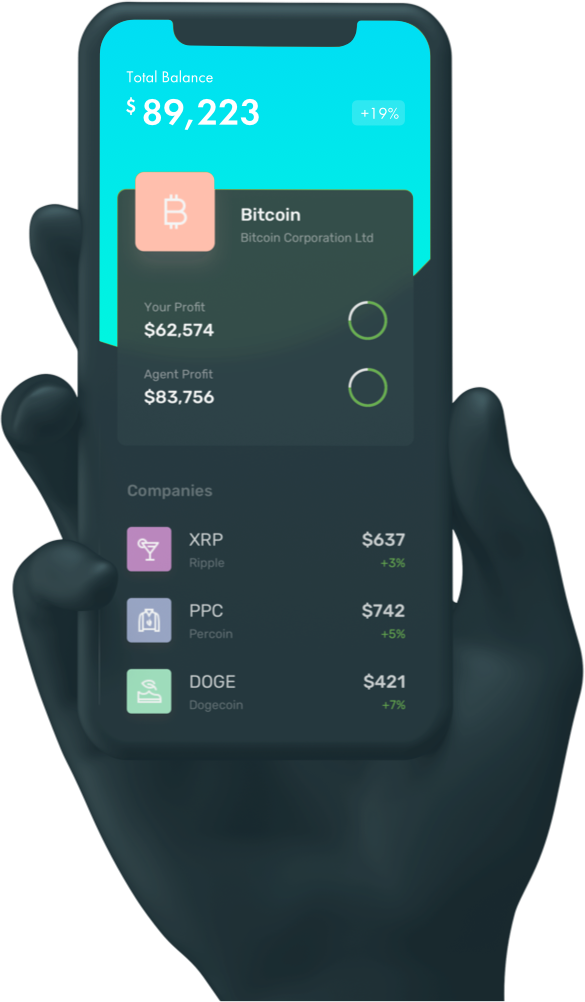 Total Balance
$ 89,223
+19%
Bitcoin
Bitcoin Corporation Ltd
Your Profit
$62,574
Agent Profit
$83,756
Companies
XRP
$637
Ripple
+3%
PPC
$742
Percoin
+5%
DOGE
$421
Dogecoin
+7%